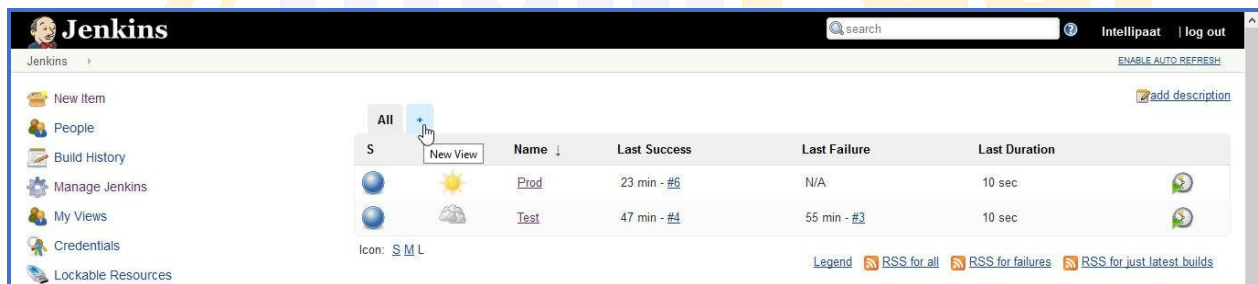 Jenkins
search
Intellipaat | log out
Jenkins
ENABLE AUTO REFRESH
New Item
People
Build History
Manage Jenkins
My Views
Credentials
Lockable Resources
add description
All +
New View
S Name ↓ Last Success Last Failure Last Duration
Prod 23 min - #6 N/A 10 sec
Test 47 min - #4 55 min - #3 10 sec
Icon: S M L
Legend RSS for all RSS for failures RSS for just latest builds